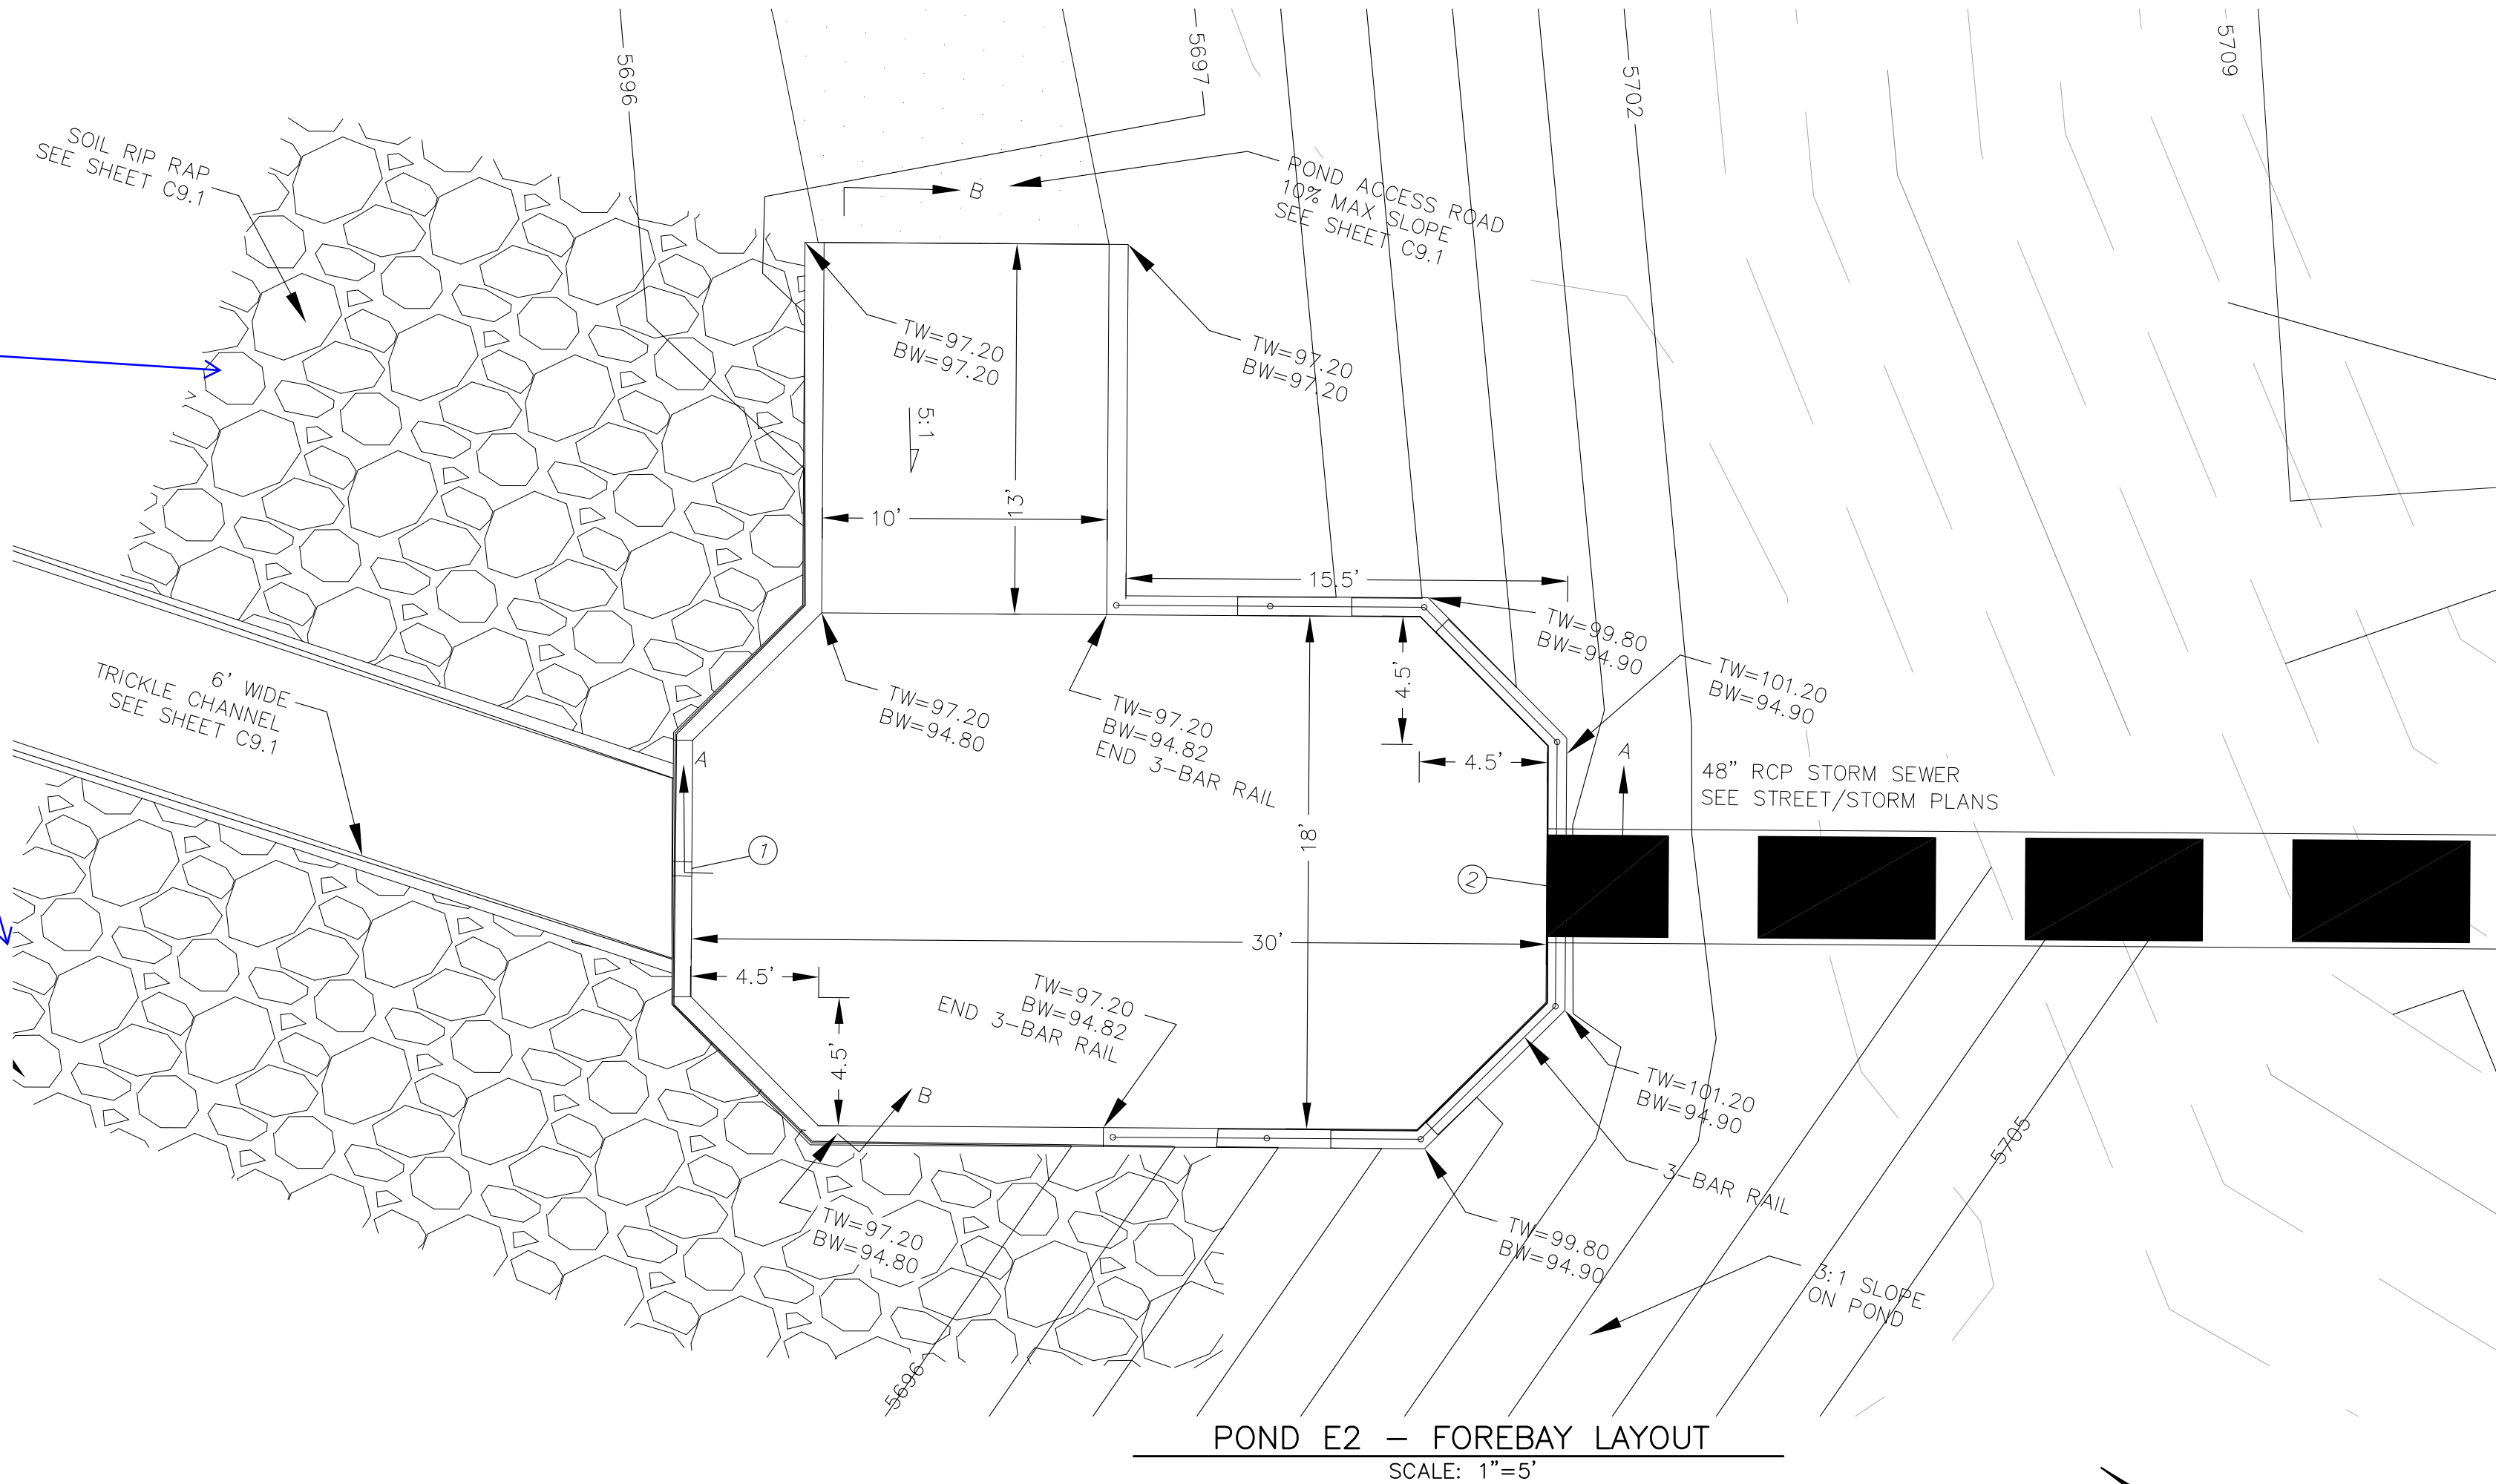 5696
5697
5702
5709
SOIL RIP RAP
SEE SHEET C9.1
B
POND ACCESS ROAD
10% MAX SLOPE
SEE SHEET C9.1
TW=97.20
BW=97.20
TW=97.20
BW=97.20
5:1
13'
10'
15.5'
TW=99.80
BW=94.90
4.5'
TW=101.20
BW=94.90
6' WIDE
TRICKLE CHANNEL
SEE SHEET C9.1
TW=97.20
BW=94.80
TW=97.20
BW=94.82
END 3-BAR RAIL
4.5'
A
A
48" RCP STORM SEWER
SEE STREET/STORM PLANS
18'
1
2
30'
4.5'
TW=97.20
BW=94.82
END 3-BAR RAIL
4.5'
B
TW=101.20
BW=94.90
5705
3-BAR RAIL
TW=97.20
BW=94.80
TW=99.80
BW=94.90
3:1 SLOPE
ON POND
5696
POND E2 - FOREBAY LAYOUT
SCALE: 1"=5'